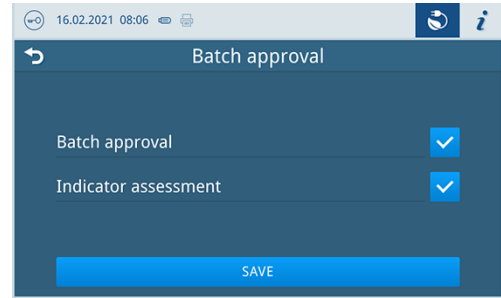 16.02.2021 08:06
i
Batch approval
Batch approval
Indicator assessment
SAVE